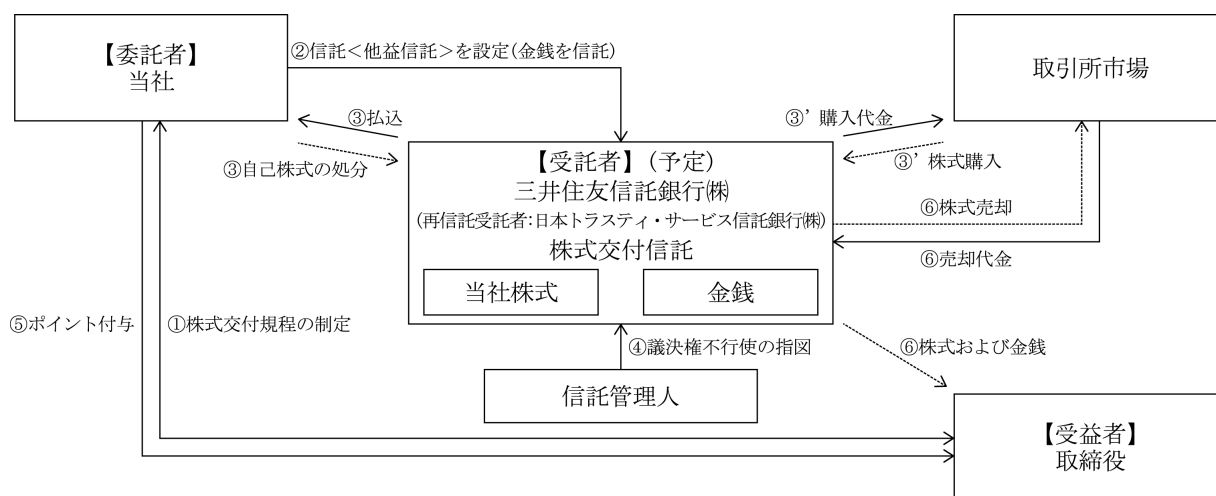 【委託者】
当社
②信託<他益信託>を設定(金銭を信託)
取引所市場
③払込
③自己株式の処分
③’購入代金
③’株式購入
【受託者】(予定)
三井住友信託銀行㈱
(再信託受託者:日本トラスティ・サービス信託銀行㈱)
株式交付信託
当社株式
金銭
⑥株式売却
⑥売却代金
⑤ポイント付与
①株式交付規程の制定
④議決権不行使の指図
⑥株式および金銭
信託管理人
【受益者】
取締役